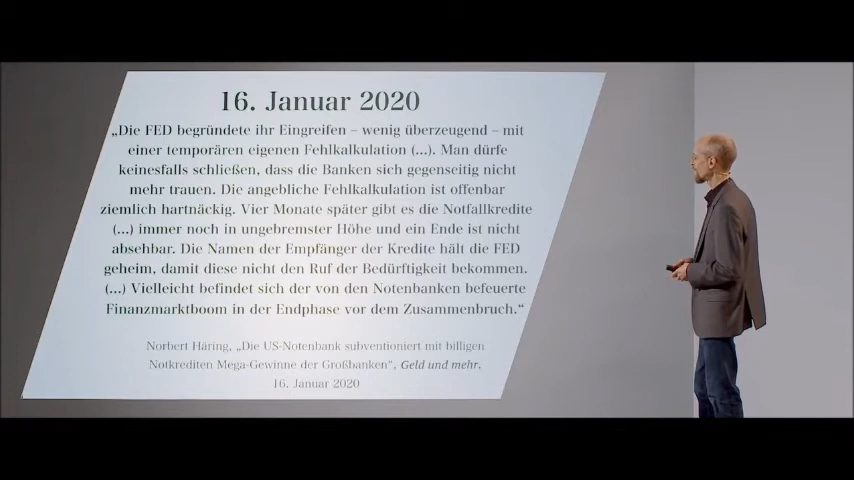 16. Januar 2020
„Die FED begründete ihr Eingreifen – wenig überzeugend – mit
einer temporären eigenen Fehlkalkulation (...). Man dürfe
keinesfalls schließen, dass die Banken sich gegenseitig nicht
mehr trauen. Die angebliche Fehlkalkulation ist offenbar
ziemlich hartnäckig. Vier Monate später gibt es die Notfallkredite
(...) immer noch in ungebremster Höhe und ein Ende ist nicht
absehbar. Die Namen der Empfänger der Kredite hält die FED
geheim, damit diese nicht den Ruf der Bedürftigkeit bekommen.
(...) Vielleicht befindet sich der von den Notenbanken befeuerte
Finanzmarktboom in der Endphase vor dem Zusammenbruch.“
Norbert Häring, „Die US-Notenbank subventioniert mit billigen
Notkrediten Mega-Gewinne der Großbanken“, Geld und mehr,
16. Januar 2020